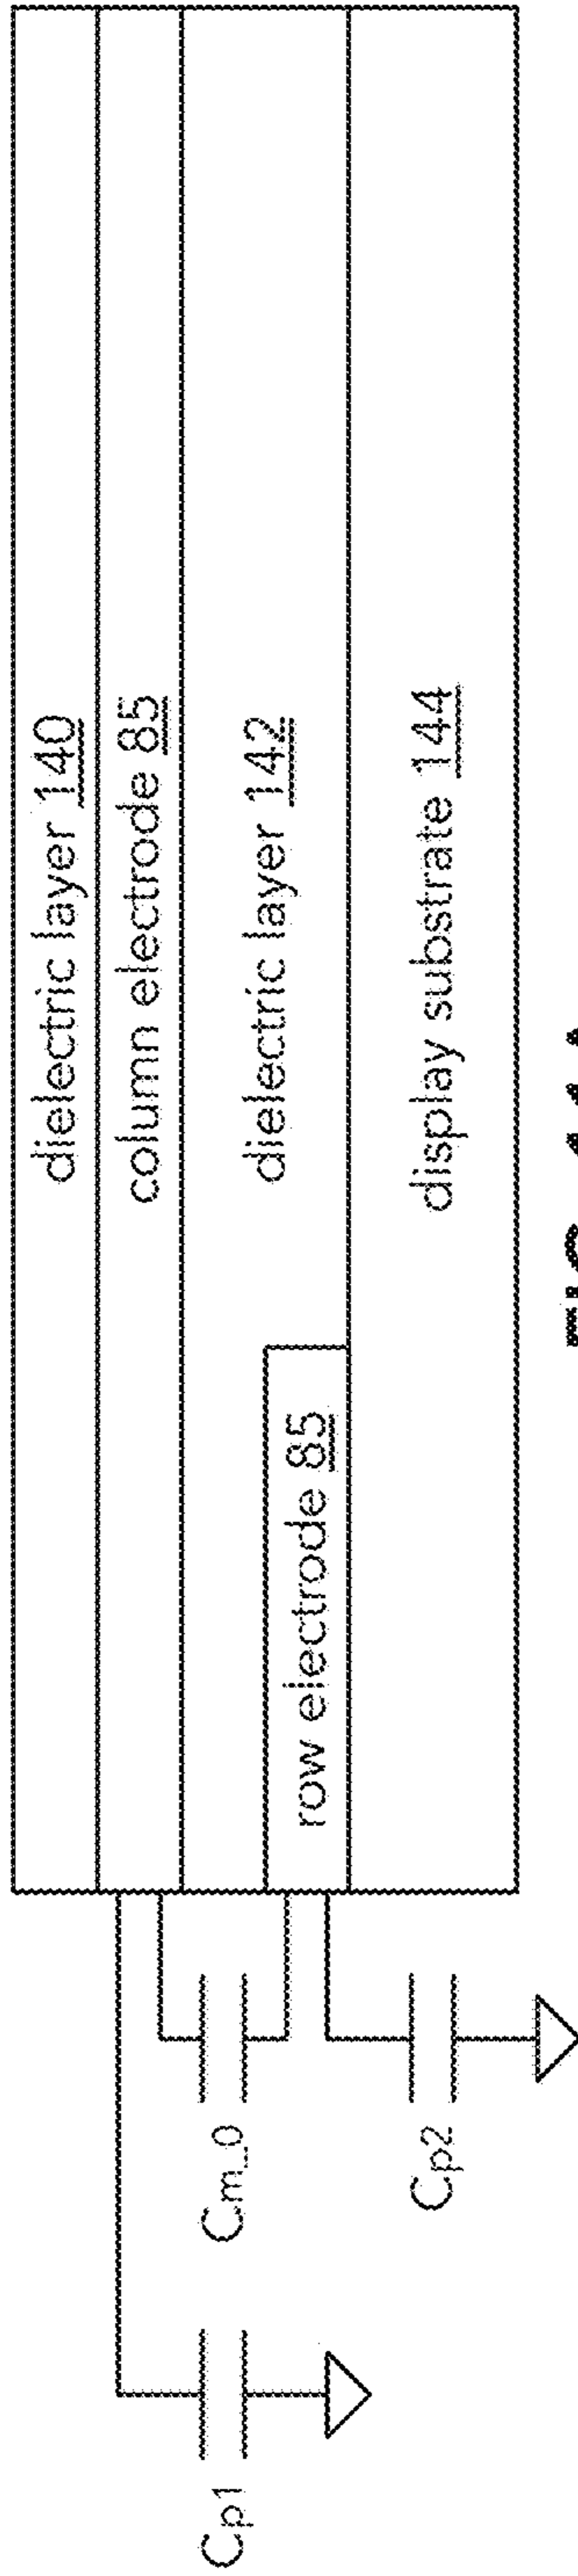 dielectric layer 140
column electrode 85
dielectric layer 142
row electrode 85
display substrate 144
Cm_0
Cp2
Cp1